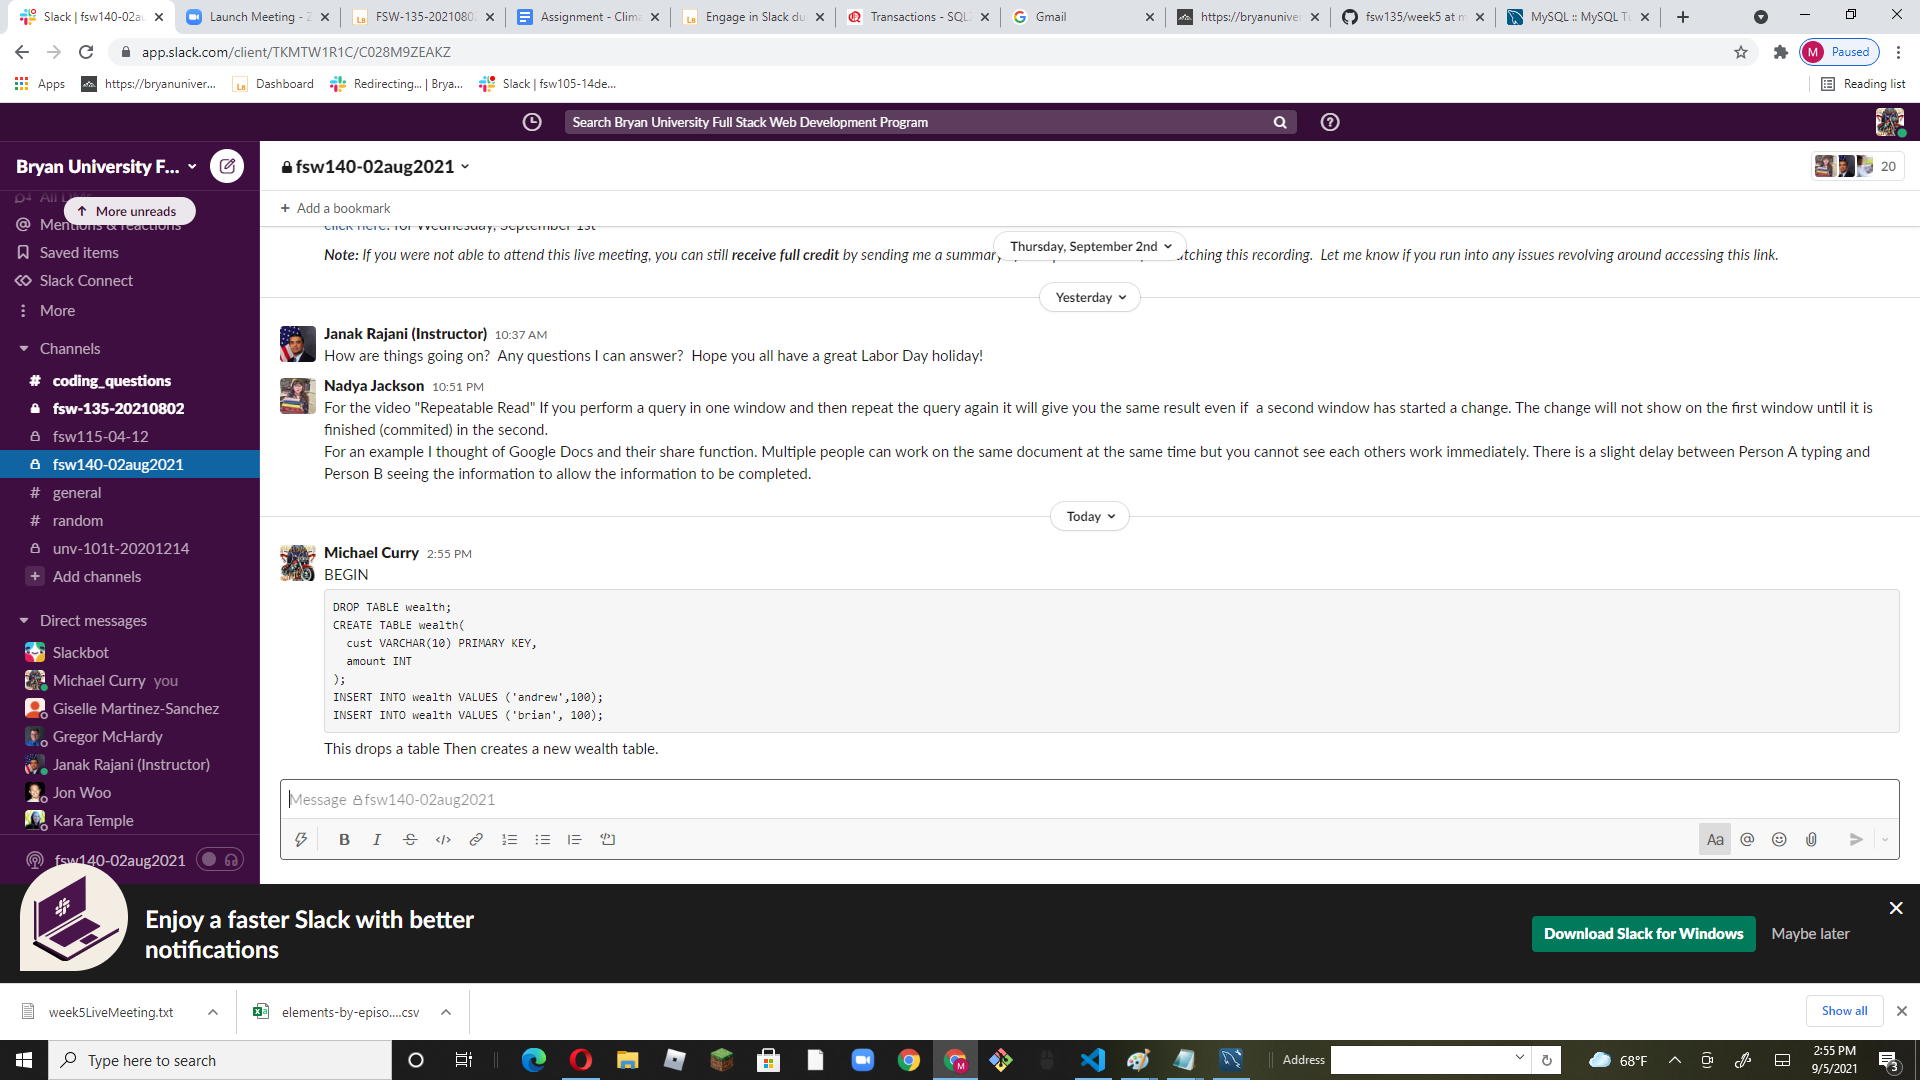 Slack | fsw140-02au
Launch Meeting - Z
FSW-135-2021080
Assignment - Clima
Engage in Slack du
Transactions - SQL
Gmail
https://bryanuniver
fsw135/week5 at m
MySQL :: MySQL Tu
app.slack.com/client/TKMTW1R1C/C028M9ZEAKZ
M Paused
Apps
https://bryanuniver...
Dashboard
Redirecting... | Brya...
Slack | fsw105-14de...
Reading list
Search Bryan University Full Stack Web Development Program
Bryan University F...
fsw140-02aug2021
20
All DMs
More unreads
Mentions & reactions
Saved items
Slack Connect
More
Channels
# coding_questions
fsw-135-20210802
fsw115-04-12
fsw140-02aug2021
# general
# random
unv-101t-20201214
+ Add channels
Direct messages
Slackbot
Michael Curry you
Giselle Martinez-Sanchez
Gregor McHardy
Janak Rajani (Instructor)
Jon Woo
Kara Temple
fsw140-02aug2021
+ Add a bookmark
click here: for Wednesday, September 1st
Thursday, September 2nd
Note: If you were not able to attend this live meeting, you can still receive full credit by sending me a summary tching this recording. Let me know if you run into any issues revolving around accessing this link.
Yesterday
Janak Rajani (Instructor) 10:37 AM
How are things going on? Any questions I can answer? Hope you all have a great Labor Day holiday!
Nadya Jackson 10:51 PM
For the video "Repeatable Read" If you perform a query in one window and then repeat the query again it will give you the same result even if a second window has started a change. The change will not show on the first window until it is
finished (commited) in the second.
For an example I thought of Google Docs and their share function. Multiple people can work on the same document at the same time but you cannot see each others work immediately. There is a slight delay between Person A typing and
Person B seeing the information to allow the information to be completed.
Today
Michael Curry 2:55 PM
BEGIN
DROP TABLE wealth;
CREATE TABLE wealth(
cust VARCHAR(10) PRIMARY KEY,
amount INT
);
INSERT INTO wealth VALUES ('andrew',100);
INSERT INTO wealth VALUES ('brian', 100);
This drops a table Then creates a new wealth table.
Message fsw140-02aug2021
B I S </> Aa @
Enjoy a faster Slack with better
notifications
Download Slack for Windows
Maybe later
week5LiveMeeting.txt
elements-by-episo....csv
Show all
Type here to search
Address
68°F
2:55 PM
9/5/2021
3